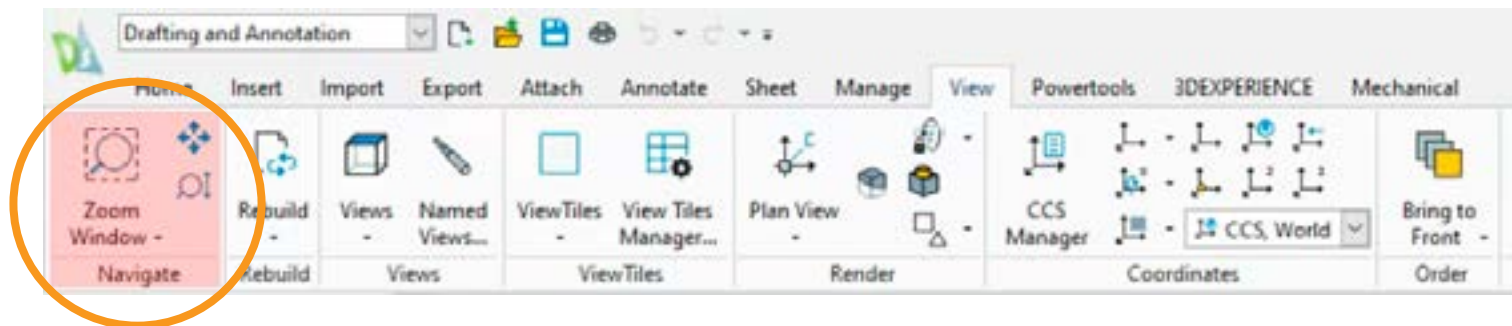 Drafting and Annotation
Home Insert Import Export Attach Annotate Sheet Manage View Powertools 3DEXPERIENCE Mechanical
Zoom
Window
Rebuild
Views
Named
Views...
ViewTiles
View Tiles
Manager...
Plan View
CCS
Manager
CCS, World
Bring to
Front
Navigate Rebuild Views ViewTiles Render Coordinates Order